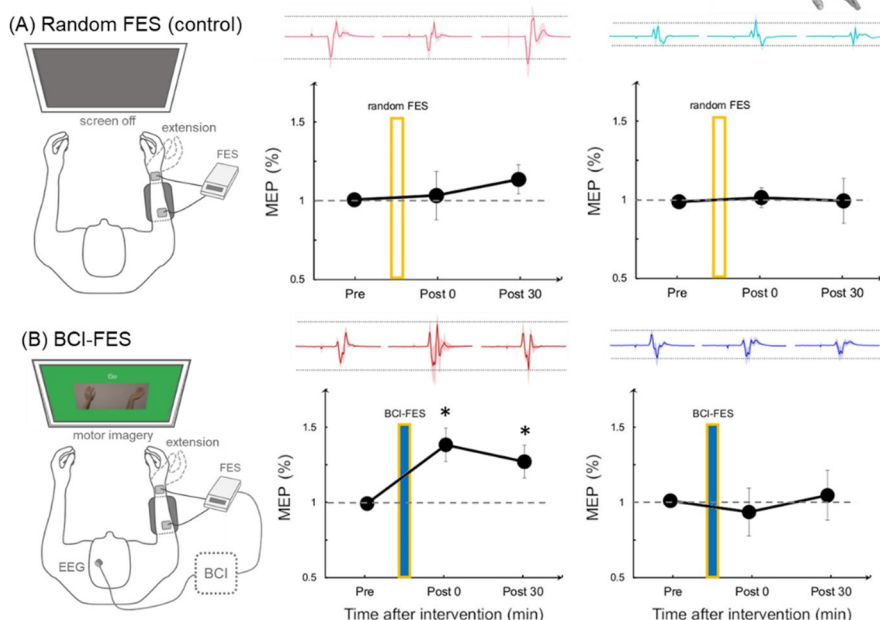 (A) Random FES (control)
screen off
extension
FES
1.5
random FES
MEP (%)
1
0.5
Pre Post 0 Post 30
1.5
random FES
MEP (%)
1
0.5
Pre Post 0 Post 30
(B) BCI-FES
Go
motor imagery
extension
FES
EEG
BCI
BCI-FES
* *
1.5
MEP (%)
1
0.5
Pre Post 0 Post 30
Time after intervention (min)
BCI-FES
1.5
MEP (%)
1
0.5
Pre Post 0 Post 30
Time after intervention (min)